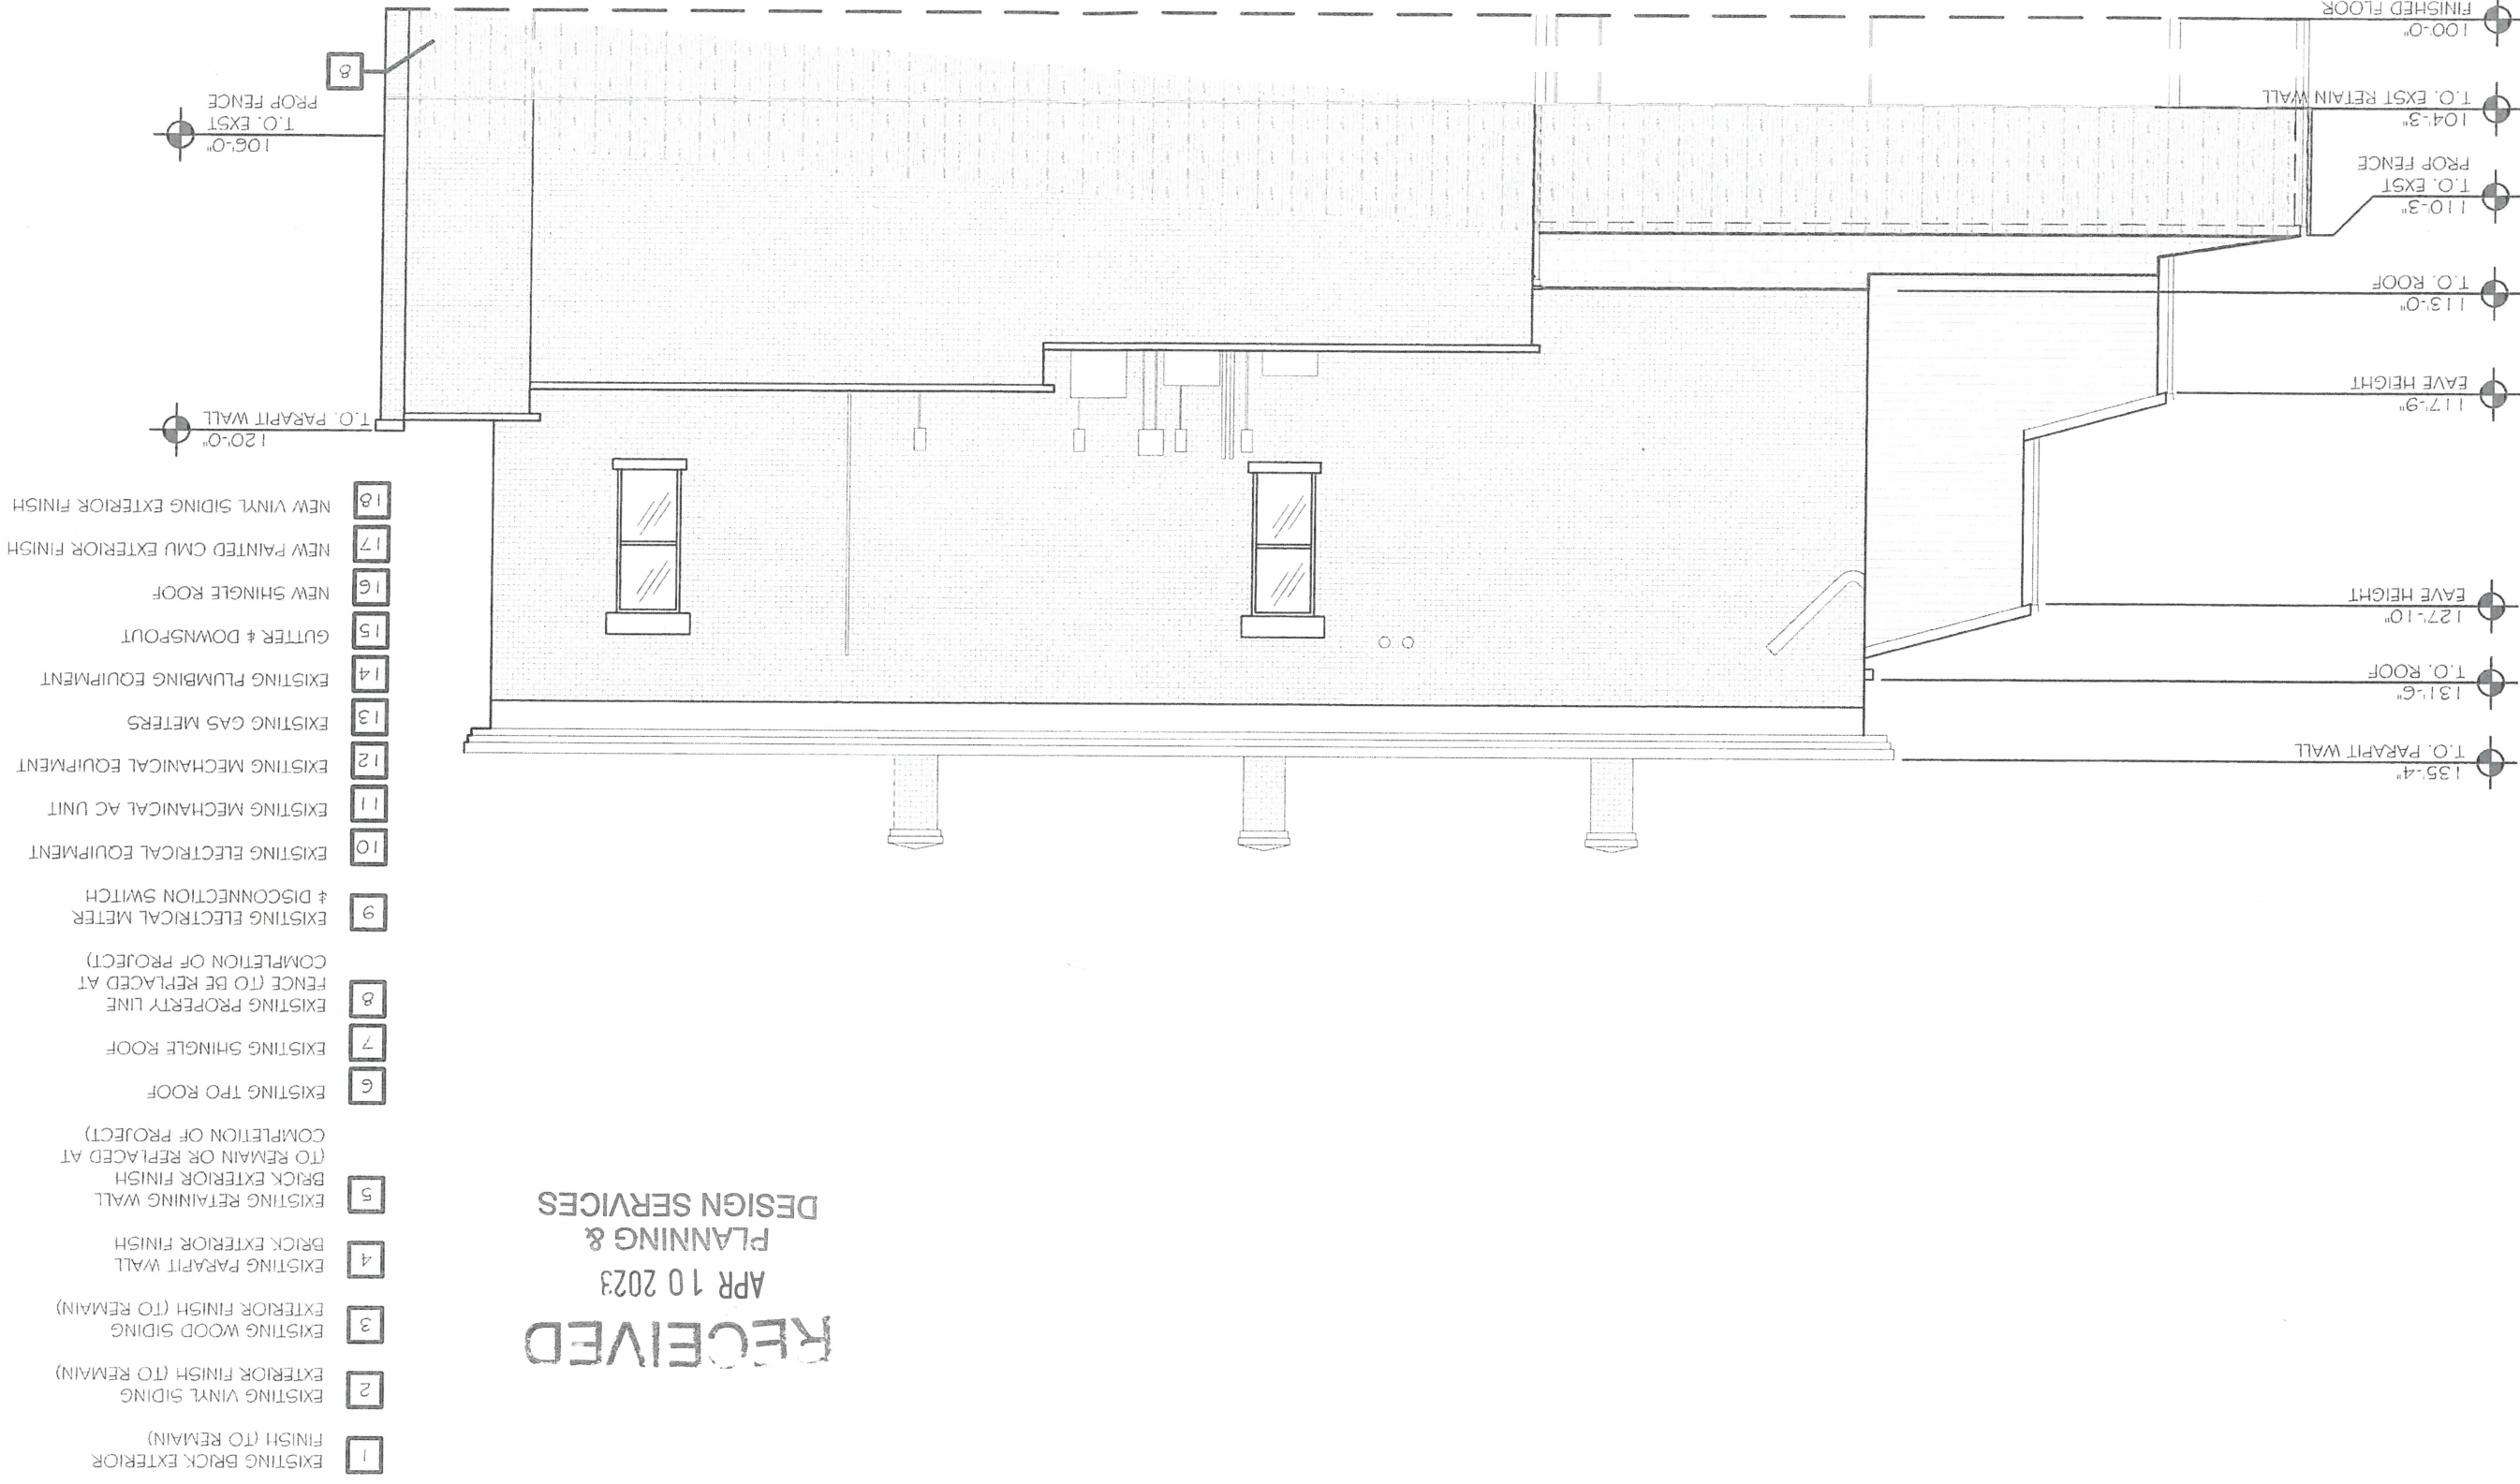 1 EXISTING BRICK EXTERIOR
FINISH (TO REMAIN)
2 EXISTING VINYL SIDING
EXTERIOR FINISH (TO REMAIN)
3 EXISTING WOOD SIDING
EXTERIOR FINISH (TO REMAIN)
4 EXISTING PARAPIT WALL
BRICK EXTERIOR FINISH
5 EXISTING RETAINING WALL
BRICK EXTERIOR FINISH
(TO REMAIN OR REPLACED AT
COMPLETION OF PROJECT)
6 EXISTING TPO ROOF
7 EXISTING SHINGLE ROOF
8 EXISTING PROPERTY LINE
FENCE (TO BE REPLACED AT
COMPLETION OF PROJECT)
9 EXISTING ELECTRICAL METER
& DISCONNECTION SWITCH
10 EXISTING ELECTRICAL EQUIPMENT
11 EXISTING MECHANICAL AC UNIT
12 EXISTING MECHANICAL EQUIPMENT
13 EXISTING GAS METERS
14 EXISTING PLUMBING EQUIPMENT
15 GUTTER & DOWNSPOUT
16 NEW SHINGLE ROOF
17 NEW PAINTED CMU EXTERIOR FINISH
18 NEW VINYL SIDING EXTERIOR FINISH
RECEIVED
APR 10 2023
PLANNING &
DESIGN SERVICES
135'-4"
T.O. PARAPIT WALL
131'-6"
T.O. ROOF
127'-10"
EAVE HEIGHT
117'-9"
EAVE HEIGHT
113'-0"
T.O. ROOF
110'-3"
T.O. EXST
PROP FENCE
104'-3"
T.O. EXST RETAIN WALL
100'-0"
FINISHED FLOOR
120'-0"
T.O. PARAPIT WALL
106'-0"
T.O. EXST
PROP FENCE
8